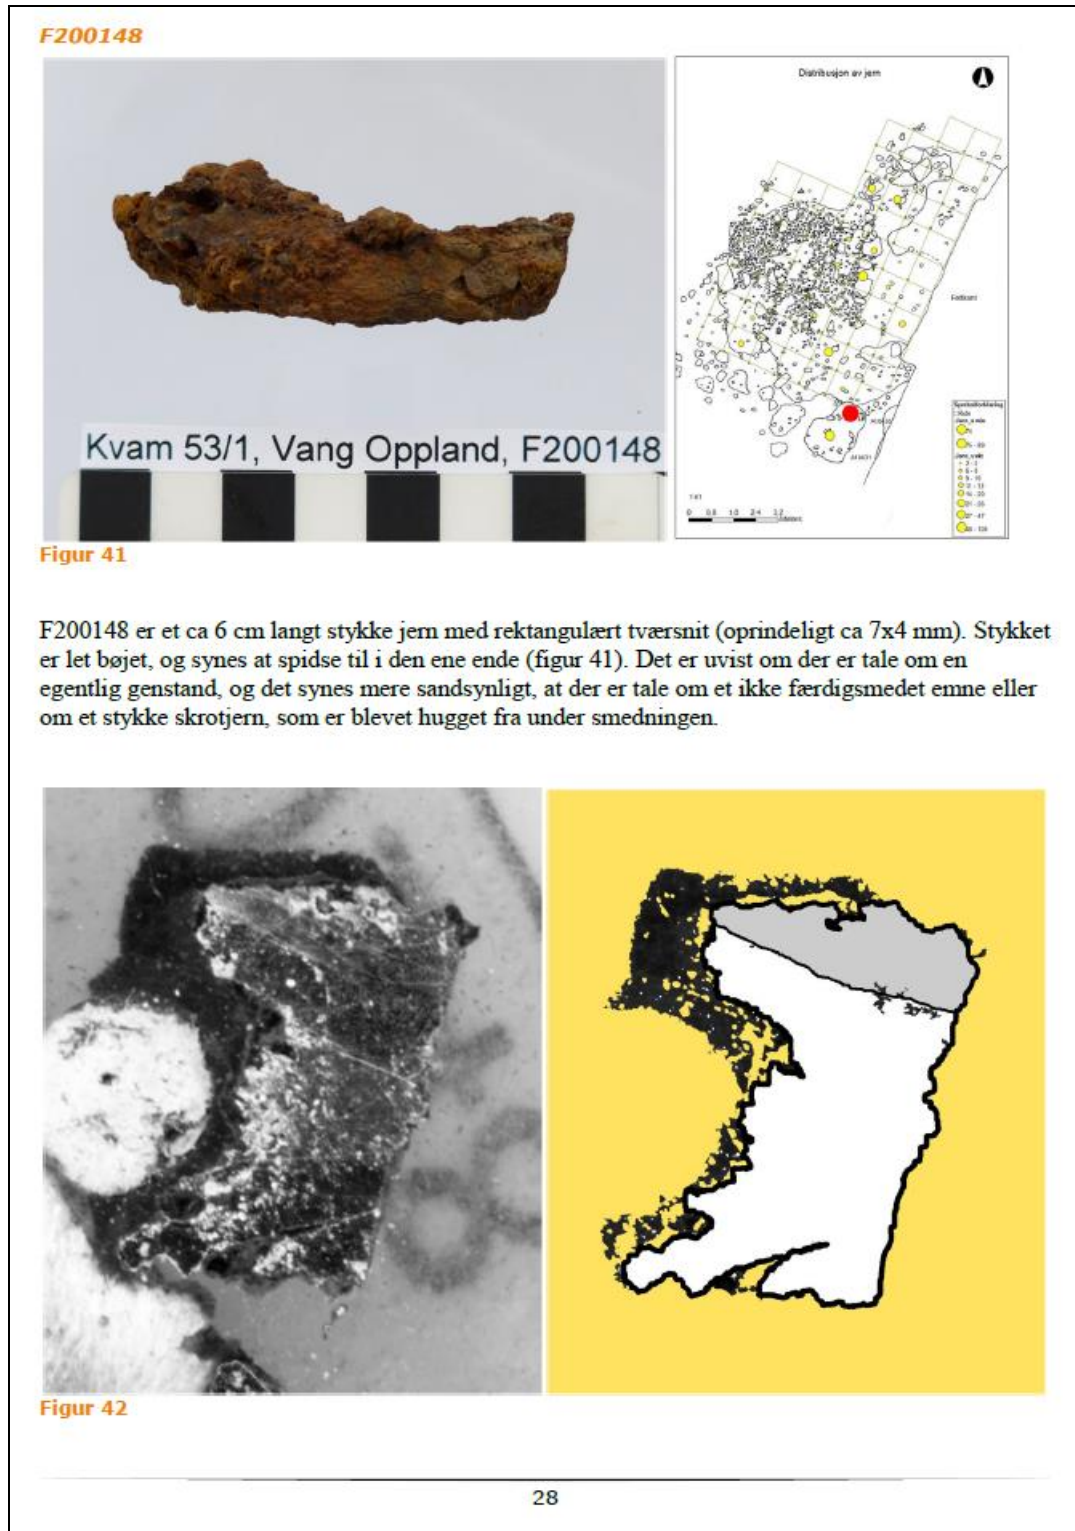 F200148
Distribusjon av jern
Kvam 53/1, Vang Oppland, F200148
Figur 41
F200148 er et ca 6 cm langt stykke jern med rektangulært tværsnit (oprindeligt ca 7x4 mm). Stykket
er let bøjet, og synes at spidse til i den ene ende (figur 41). Det er uvist om der er tale om en
egentlig genstand, og det synes mere sandsynligt, at der er tale om et ikke færdigsmedet emne eller
om et stykke skrotjern, som er blevet hugget fra under smedningen.
Figur 42
28